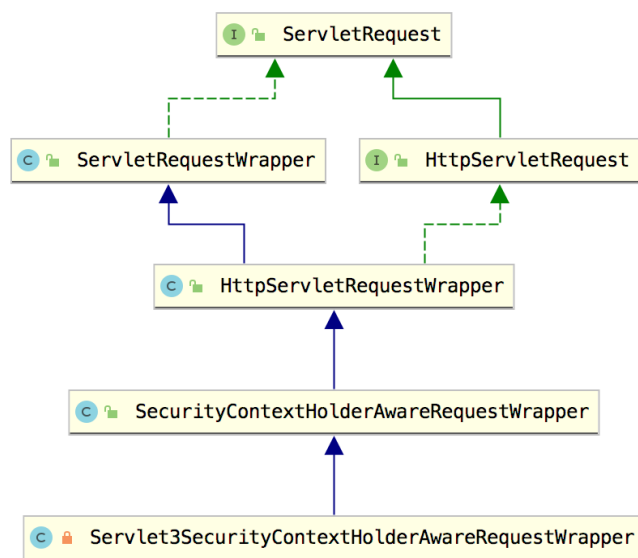 I ServletRequest
C ServletRequestWrapper
I HttpServletRequest
C HttpServletRequestWrapper
C SecurityContextHolderAwareRequestWrapper
C Servlet3SecurityContextHolderAwareRequestWrapper